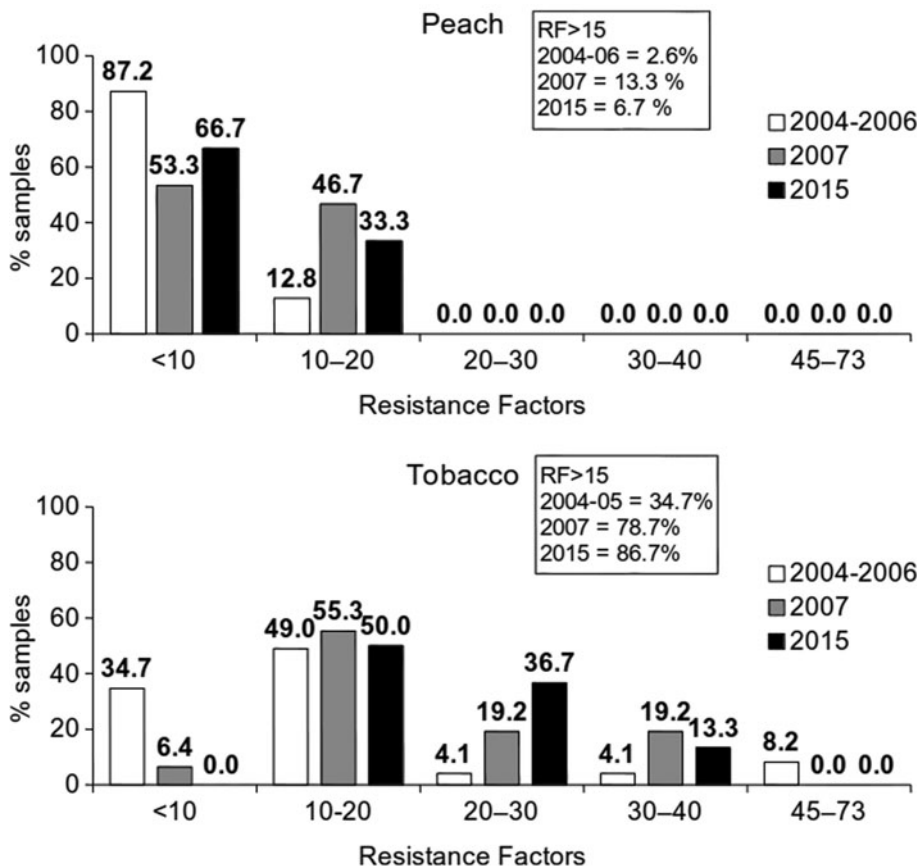 Peach
RF>15
2004-06 = 2.6%
2007 = 13.3 %
2015 = 6.7 %
2004-2006
2007
2015
% samples
100
80
60
40
20
0
87.2
53.3
66.7
12.8
46.7
33.3
0.0 0.0 0.0
0.0 0.0 0.0
0.0 0.0 0.0
<10
10–20
20–30
30–40
45–73
Resistance Factors
Tobacco
RF>15
2004-05 = 34.7%
2007 = 78.7%
2015 = 86.7%
2004-2006
2007
2015
% samples
100
80
60
40
20
0
34.7
6.4
0.0
49.0
55.3
50.0
4.1
19.2
36.7
4.1
19.2
13.3
8.2
0.0 0.0
<10
10-20
20–30
30–40
45–73
Resistance Factors